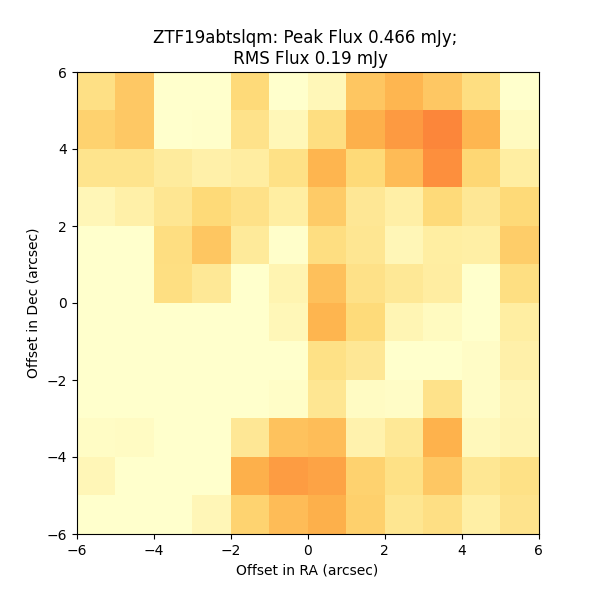 ZTF19abtslqm: Peak Flux 0.466 mJy;
RMS Flux 0.19 mJy
6
4
2
0
−2
−4
−6
Offset in Dec (arcsec)
−6 −4 −2 0 2 4 6
Offset in RA (arcsec)